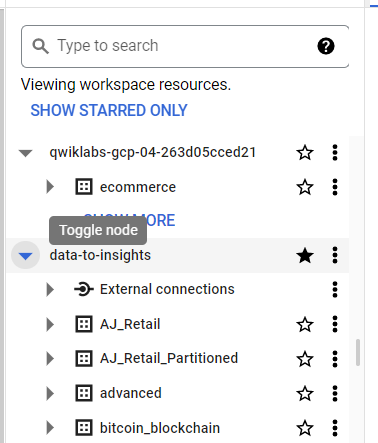 Type to search
Viewing workspace resources.
SHOW STARRED ONLY
qwiklabs-gcp-04-263d05cced21
ecommerce
MORE
Toggle node
data-to-insights
External connections
AJ_Retail
AJ_Retail_Partitioned
advanced
bitcoin_blockchain